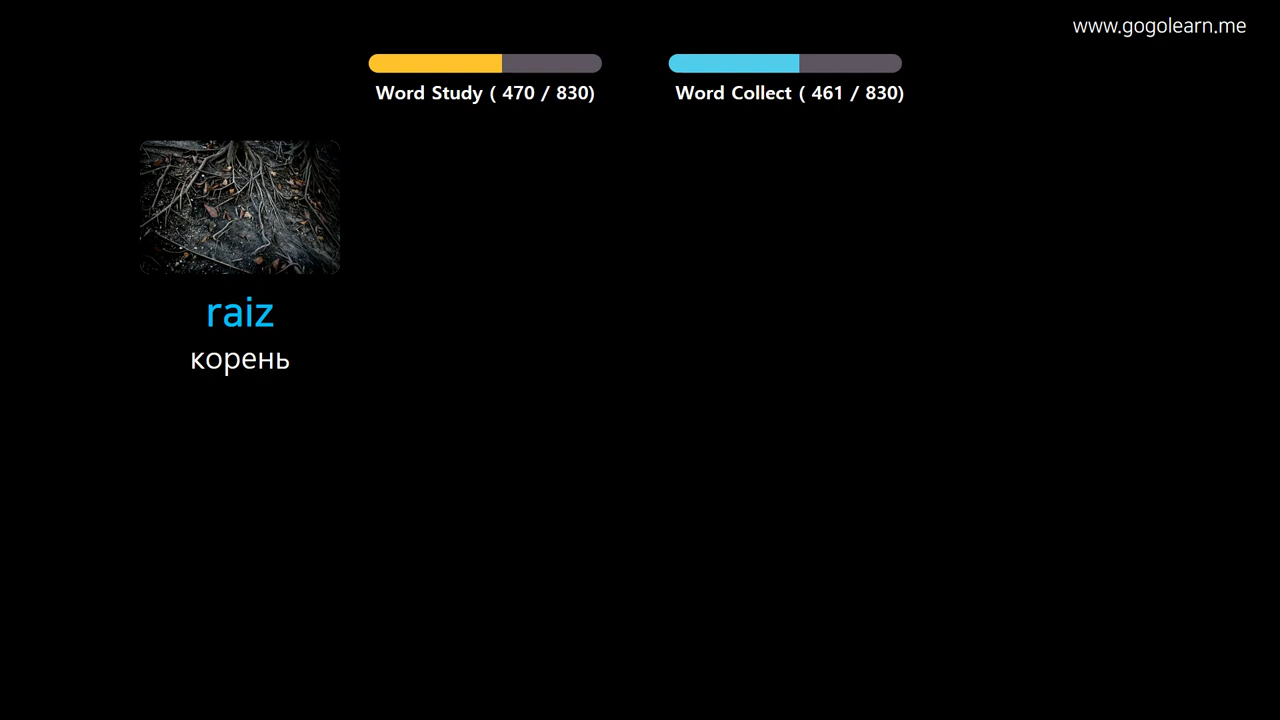 www.gogolearn.me
Word Study ( 470 / 830)
Word Collect ( 461 / 830)
raiz
корень